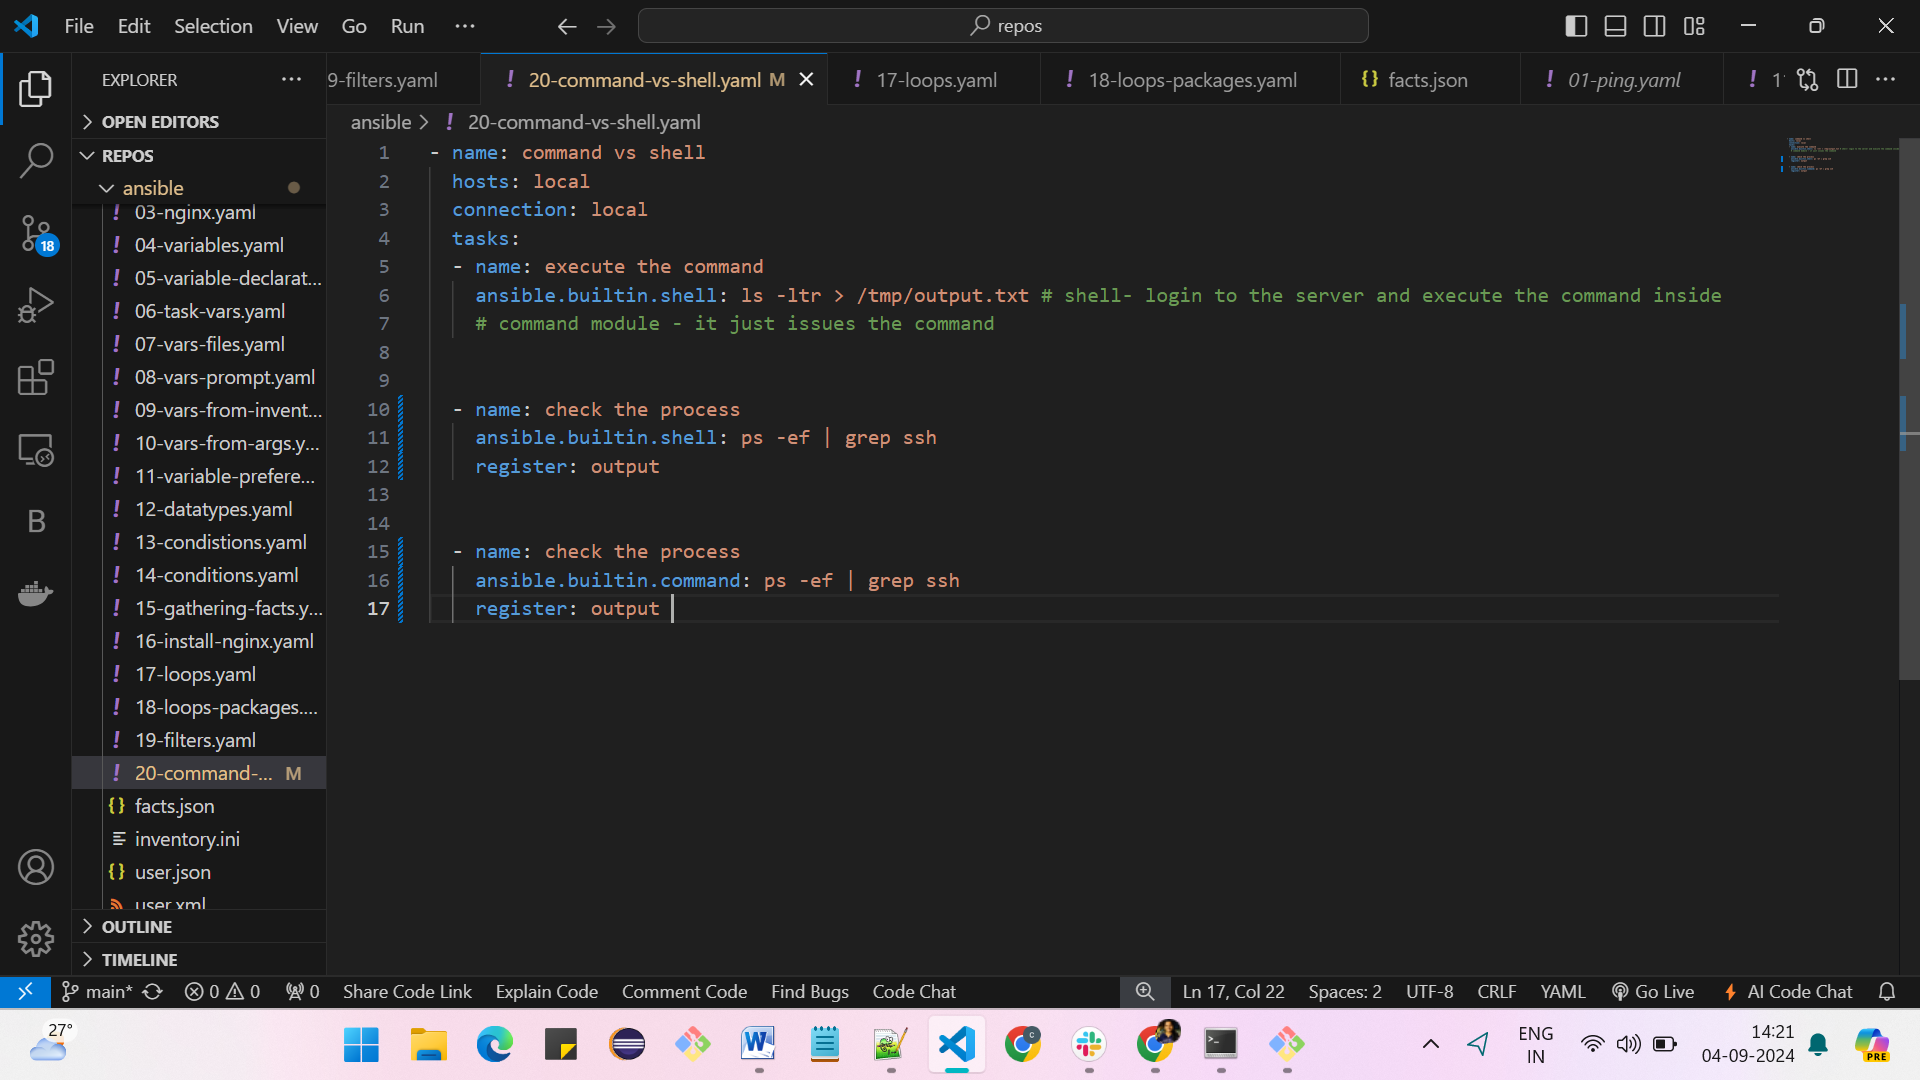 File Edit Selection View Go Run ···
repos
EXPLORER ···
OPEN EDITORS
REPOS
ansible
03-nginx.yaml
04-variables.yaml
05-variable-declarat...
06-task-vars.yaml
07-vars-files.yaml
08-vars-prompt.yaml
09-vars-from-invent...
10-vars-from-args.y...
11-variable-prefere...
12-datatypes.yaml
13-condistions.yaml
14-conditions.yaml
15-gathering-facts.y...
16-install-nginx.yaml
17-loops.yaml
18-loops-packages....
19-filters.yaml
20-command-... M
facts.json
inventory.ini
user.json
user.xml
OUTLINE
TIMELINE
18
B
9-filters.yaml ! 20-command-vs-shell.yaml M ! 17-loops.yaml ! 18-loops-packages.yaml {} facts.json ! 01-ping.yaml ! 1
ansible > ! 20-command-vs-shell.yaml
1 - name: command vs shell
2 hosts: local
3 connection: local
4 tasks:
5 - name: execute the command
6 ansible.builtin.shell: ls -ltr > /tmp/output.txt # shell- login to the server and execute the command inside
7 # command module - it just issues the command
8
9
10 - name: check the process
11 ansible.builtin.shell: ps -ef | grep ssh
12 register: output
13
14
15 - name: check the process
16 ansible.builtin.command: ps -ef | grep ssh
17 register: output
main* 0 0 0 Share Code Link Explain Code Comment Code Find Bugs Code Chat Ln 17, Col 22 Spaces: 2 UTF-8 CRLF YAML Go Live AI Code Chat
27°
ENG
IN
14:21
04-09-2024
PRE